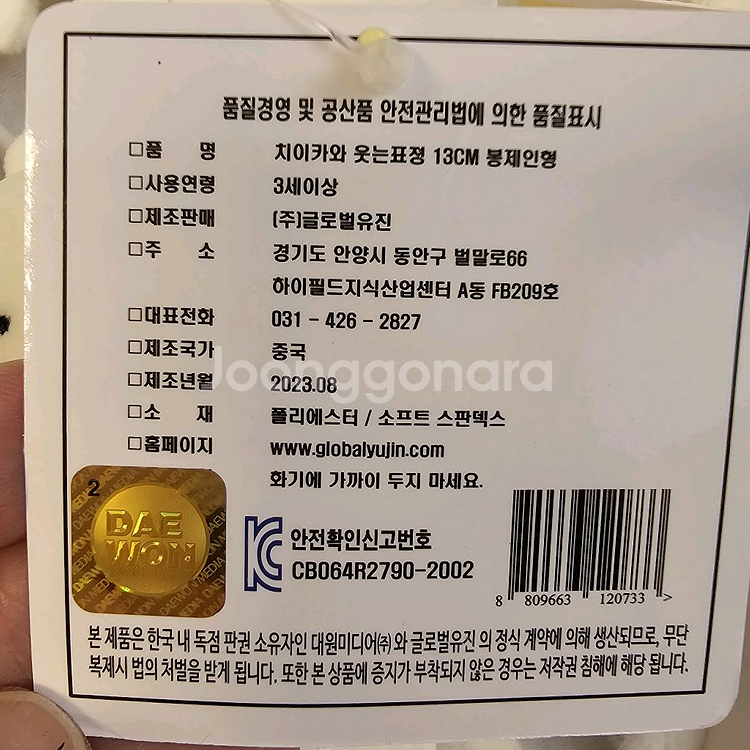 품질경영 및 공산품 안전관리법에 의한 품질표시
□품 명 치이카와 웃는표졍 13CM 봉제인형
□사용연령 3세이상
□제조판매 (주)글로벌유진
□주 소 경기도 안양시 동안구 벌말로66
하이필드지식산업센터 A동 FB209호
□대표전화 031 - 426 - 2827
□제조국가 중국
Joonggonara
□제조년월 2023.08
□소 재 폴리에스터 / 소프트 스판덱스
□홈페이지 www.globalyujin.com
화기에 가까이 두지 마세요.
2
DAE
WON
안전확인신고번호
CB064R2790-2002
8 809663 120733 >
본 제품은 한국 내 독점 판권 소유자인 대원미디어㈜ 와 글로벌유진 의 정식 계약에 의해 생산되므로, 무단
복제시 법의 처벌을 받게 됩니다. 또한 본 상품에 증지가 부착되지 않은 경우는 저작권 침해에 해당 됩니다.